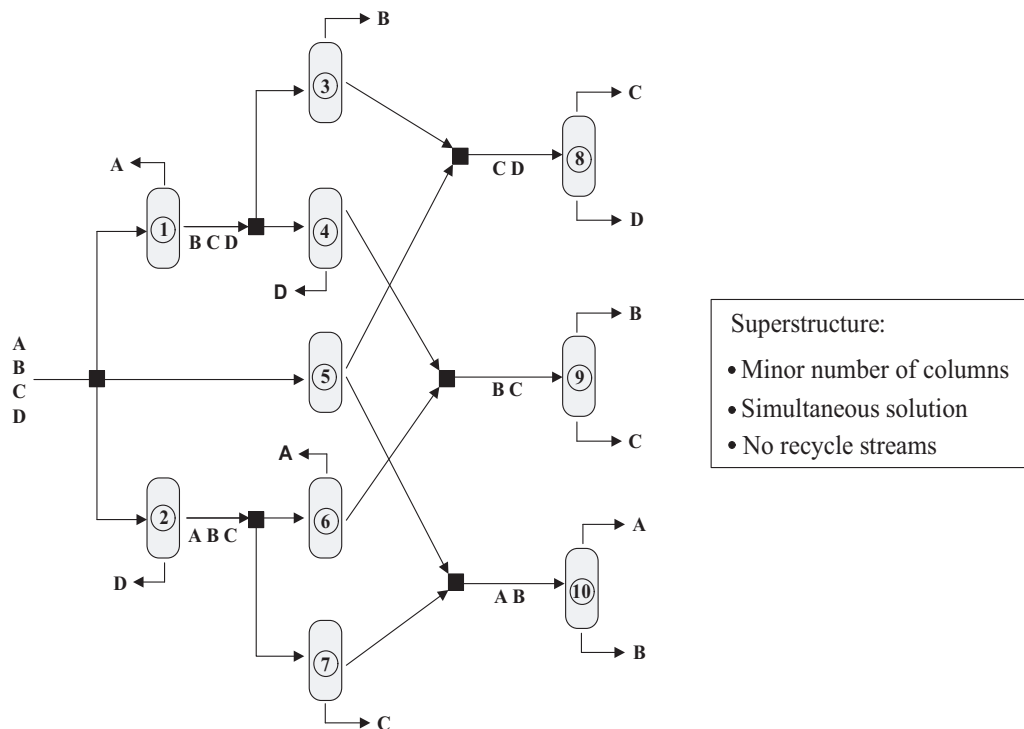 B
3
C
A
C D
8
1
4
B C D
D
D
B
A
B
C
D
5
B C
9
Superstructure:
• Minor number of columns
• Simultaneous solution
• No recycle streams
A
C
2
6
A B C
D
A
A B
10
7
B
C